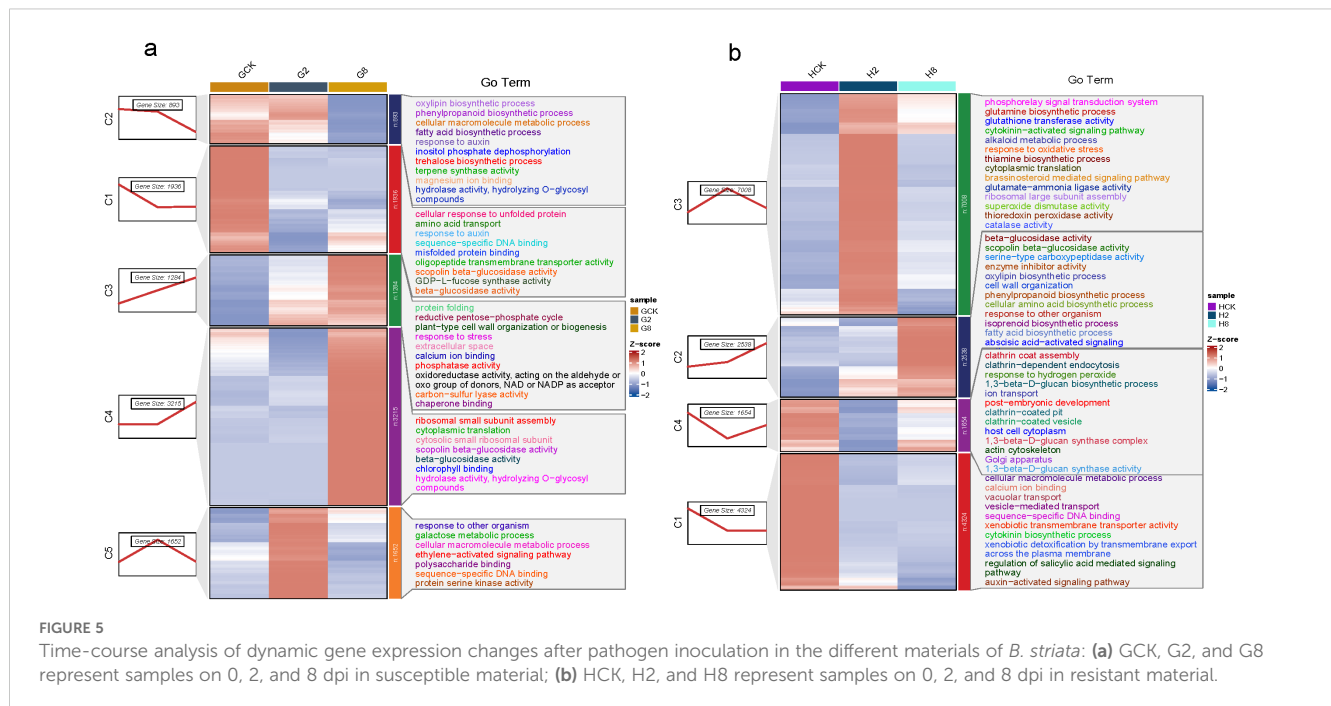 a
GCK
G2
G8
Go Term
C2
Gene Size: 893
n:893
oxylipin biosynthetic process
phenylpropanoid biosynthetic process
cellular macromolecule metabolic process
fatty acid biosynthetic process
response to auxin
inositol phosphate dephosphorylation
trehalose biosynthetic process
terpene synthase activity
magnesium ion binding
hydrolase activity, hydrolyzing O−glycosyl
compounds
C1
Gene Size: 1936
n:1936
cellular response to unfolded protein
amino acid transport
response to auxin
sequence−specific DNA binding
misfolded protein binding
oligopeptide transmembrane transporter activity
scopolin beta−glucosidase activity
GDP−L−fucose synthase activity
beta−glucosidase activity
C3
Gene Size: 1284
protein folding
reductive pentose−phosphate cycle
plant−type cell wall organization or biogenesis
response to stress
extracellular space
calcium ion binding
phosphatase activity
oxidoreductase activity, acting on the aldehyde or
oxo group of donors, NAD or NADP as acceptor
carbon−sulfur lyase activity
chaperone binding
C4
Gene Size: 3215
n:3215
ribosomal small subunit assembly
cytoplasmic translation
cytosolic small ribosomal subunit
scopolin beta−glucosidase activity
beta−glucosidase activity
chlorophyll binding
hydrolase activity, hydrolyzing O−glycosyl
compounds
C5
Gene Size: 1652
n:1652
response to other organism
galactose metabolic process
cellular macromolecule metabolic process
ethylene−activated signaling pathway
polysaccharide binding
sequence−specific DNA binding
protein serine kinase activity
sample
GCK
G2
G8
Z−score
2
1
0
−1
−2
b
HCK
H2
H8
Go Term
C3
Gene Size: 7008
n:7008
phosphorelay signal transduction system
glutamine biosynthetic process
glutathione transferase activity
cytokinin−activated signaling pathway
alkaloid metabolic process
response to oxidative stress
thiamine biosynthetic process
cytoplasmic translation
brassinosteroid mediated signaling pathway
glutamate−ammonia ligase activity
ribosomal large subunit assembly
superoxide dismutase activity
thioredoxin peroxidase activity
catalase activity
C2
Gene Size: 2538
n:2538
beta−glucosidase activity
scopolin beta−glucosidase activity
serine−type carboxypeptidase activity
enzyme inhibitor activity
oxylipin biosynthetic process
cell wall organization
phenylpropanoid biosynthetic process
cellular amino acid biosynthetic process
response to other organism
isoprenoid biosynthetic process
fatty acid biosynthetic process
abscisic acid−activated signaling
C4
Gene Size: 1654
n:1654
clathrin coat assembly
clathrin−dependent endocytosis
response to hydrogen peroxide
1,3−beta−D−glucan biosynthetic process
ion transport
post−embryonic development
clathrin−coated pit
clathrin−coated vesicle
host cell cytoplasm
1,3−beta−D−glucan synthase complex
actin cytoskeleton
Golgi apparatus
1,3−beta−D−glucan synthase activity
C1
Gene Size: 4324
n:4324
cellular macromolecule metabolic process
calcium ion binding
vacuolar transport
vesicle−mediated transport
sequence−specific DNA binding
xenobiotic transmembrane transporter activity
cytokinin biosynthetic process
xenobiotic detoxification by transmembrane export
across the plasma membrane
regulation of salicylic acid mediated signaling
pathway
auxin−activated signaling pathway
sample
HCK
H2
H8
Z−score
2
1
0
−1
−2
FIGURE 5
Time-course analysis of dynamic gene expression changes after pathogen inoculation in the different materials of B. striata: (a) GCK, G2, and G8
represent samples on 0, 2, and 8 dpi in susceptible material; (b) HCK, H2, and H8 represent samples on 0, 2, and 8 dpi in resistant material.